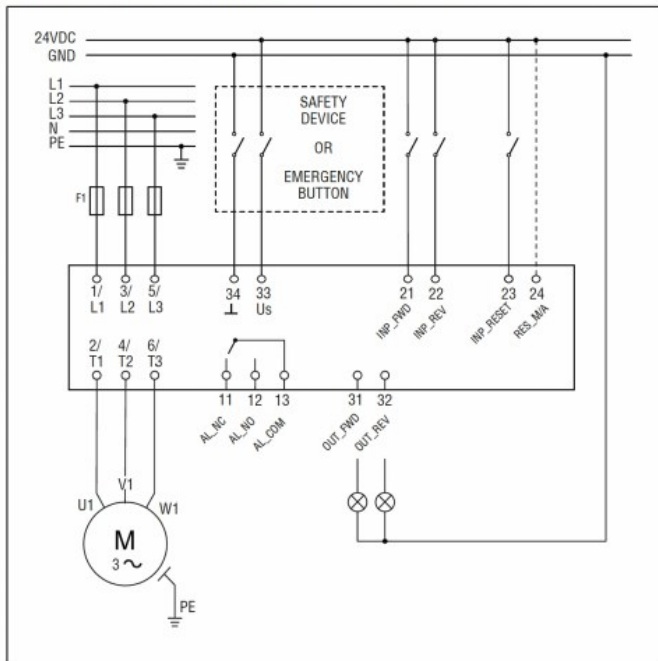 24VDC
GND
L1
L2
L3
N
PE
SAFETY
DEVICE
OR
EMERGENCY
BUTTON
F1
1/ 3/ 5/ 34 33 21 22 23 24
L1 L2 L3 ⊥ Us
INP_FWD
INP_REV
INP_RESET
RES_M/A
2/ 4/ 6/
T1 T2 T3
11 12 13 31 32
AL_NC
AL_NO
AL_COM
OUT_FWD
OUT_REV
V1
U1 W1
M
3~
PE